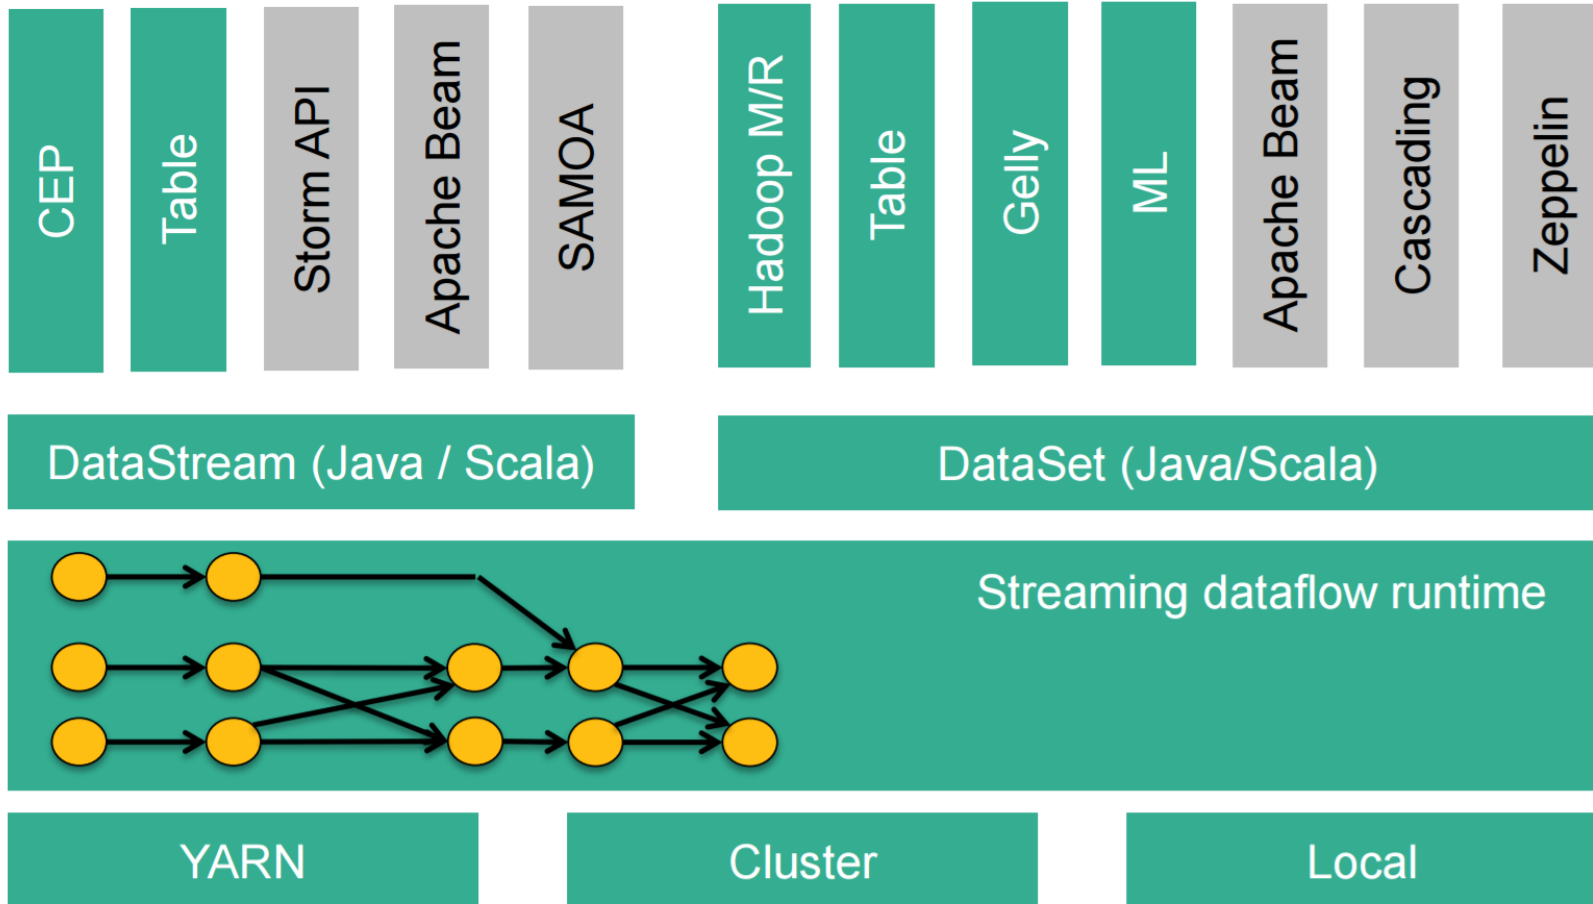 CEP
Table
Storm API
Apache Beam
SAMOA
Hadoop M/R
Table
Gelly
ML
Apache Beam
Cascading
Zeppelin
DataStream (Java / Scala)
DataSet (Java/Scala)
Streaming dataflow runtime
YARN
Cluster
Local